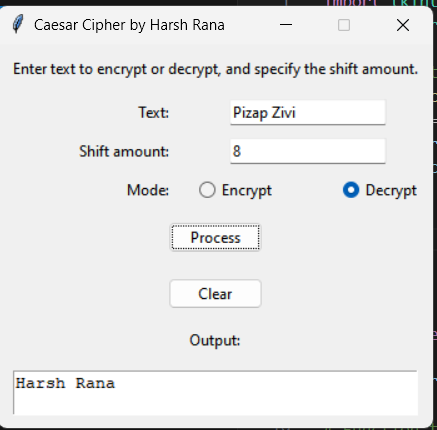 Caesar Cipher by Harsh Rana
Enter text to encrypt or decrypt, and specify the shift amount.
Text: Pizap Zivi
Shift amount: 8
Mode: Encrypt Decrypt
Process
Clear
Output:
Harsh Rana